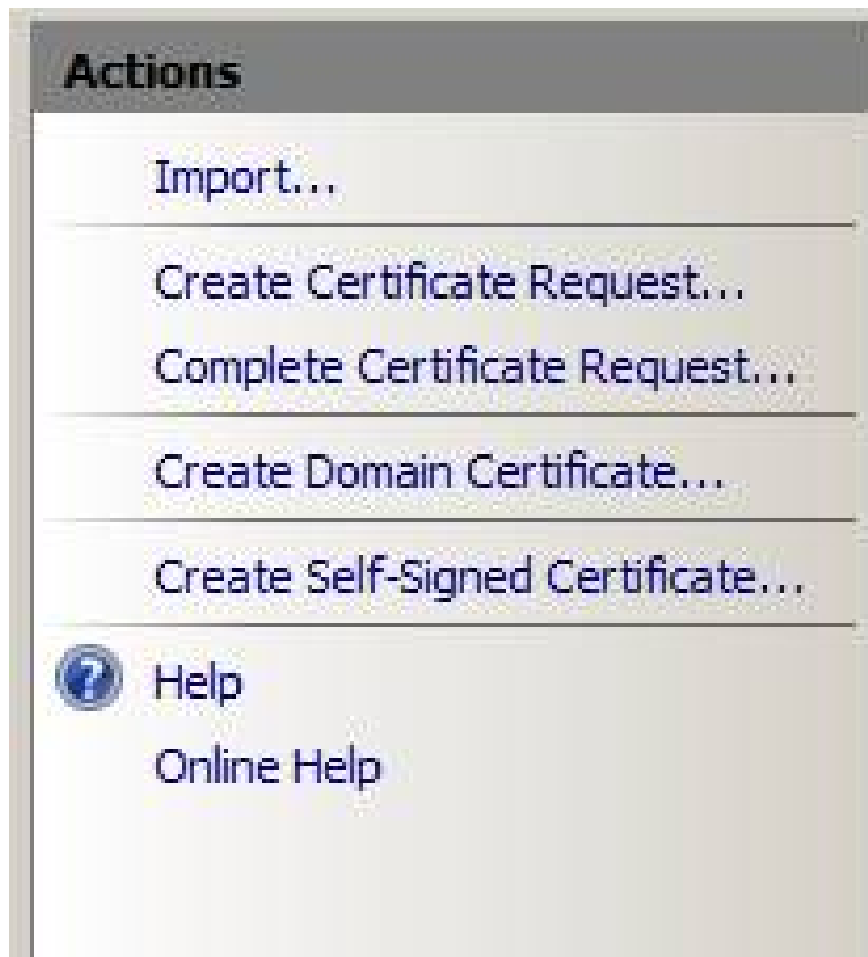 Actions
Import...
Create Certificate Request...
Complete Certificate Request...
Create Domain Certificate...
Create Self-Signed Certificate...
Help
Online Help